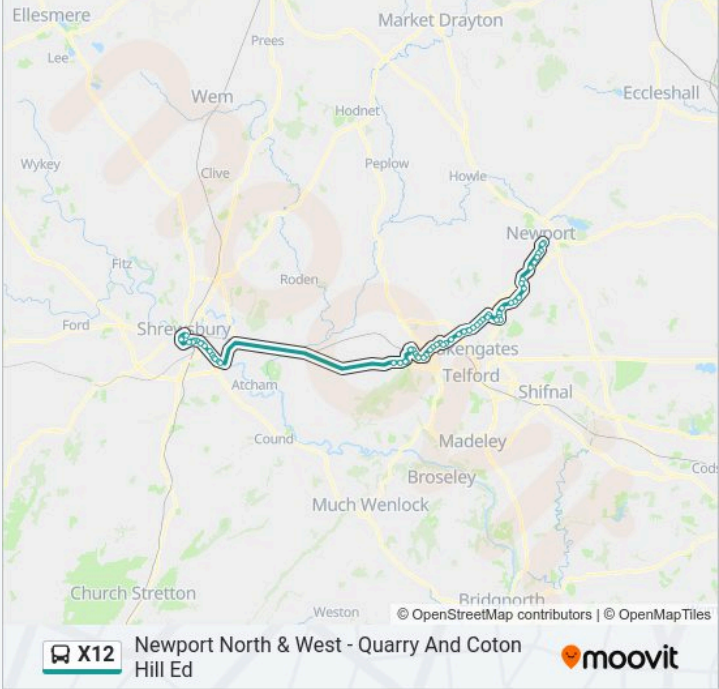 Ellesmere
Market Drayton
Prees
Lee
Eccleshall
Wem
Hodnet
Wykey
Peplow
Clive
Howle
Newport
Fitz
Roden
Ford
Shrewsbury
akengates
Telford
Atcham
Shifnal
Cound
Madeley
Cods
Broseley
Much Wenlock
Church Stretton
Bridgnorth
Weston
© OpenStreetMap contributors | © OpenMapTiles
X12
Newport North & West - Quarry And Coton
Hill Ed
moovit